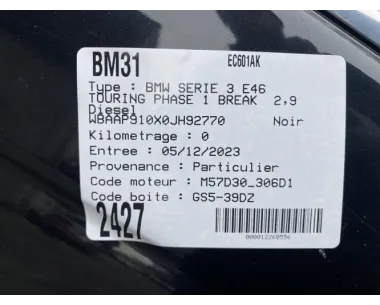 BM31 EC601AK
Type : BMW SERIE 3 E46
TOURING PHASE 1 BREAK 2,9
Diesel
WBAAP910X0JH92770 Noir
Kilometrage : 0
Entree : 05/12/2023
Provenance : Particulier
Code moteur : M57D30_306D1
Code boite : GS5-39DZ
2427
000012260556